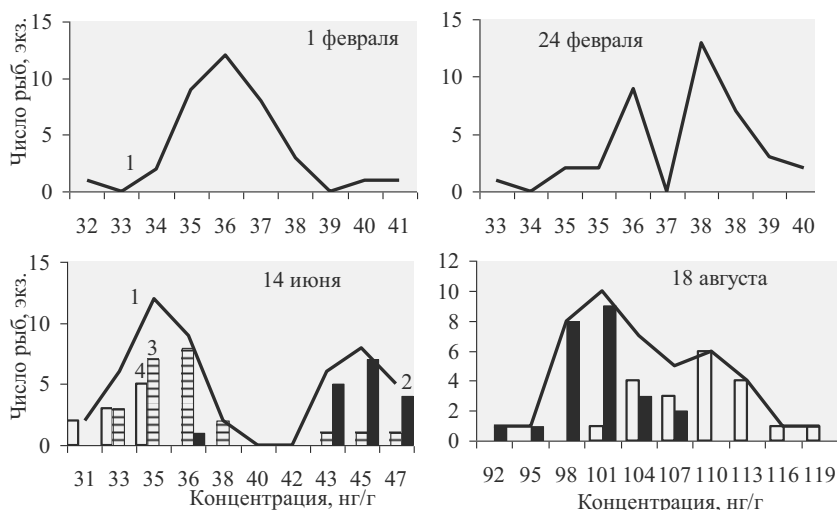 15
10
5
0
Число рыб, экз.
1 февраля
1
32 33 34 35 36 37 38 39 40 41
15
10
5
0
24 февраля
33 34 35 35 36 37 38 38 39 40
15
10
5
0
Число рыб, экз.
14 июня
1
3
4
2
31 33 35 36 38 40 42 43 45 47
Концентрация, нг/г
12
10
8
6
4
2
0
18 августа
92 95 98 101 104 107 110 113 116 119
Концентрация, нг/г